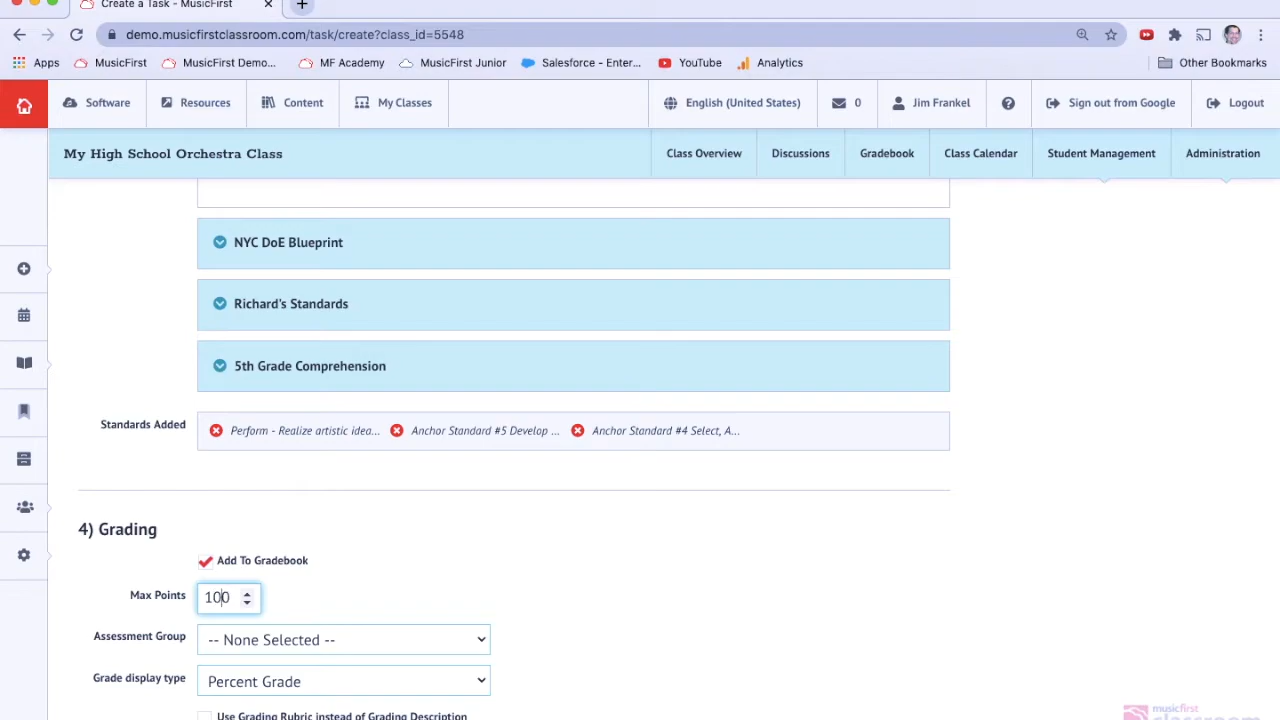 Create a Task - MusicFirst
demo.musicfirstclassroom.com/task/create?class_id=5548
Apps MusicFirst MusicFirst Demo... MF Academy MusicFirst Junior Salesforce - Enter... YouTube Analytics Other Bookmarks
Software Resources Content My Classes English (United States) 0 Jim Frankel Sign out from Google Logout
My High School Orchestra Class Class Overview Discussions Gradebook Class Calendar Student Management Administration
NYC DoE Blueprint
Richard's Standards
5th Grade Comprehension
Standards Added Perform - Realize artistic idea... Anchor Standard #5 Develop ... Anchor Standard #4 Select, A...
4) Grading
Add To Gradebook
Max Points 100
Assessment Group -- None Selected --
Grade display type Percent Grade
Use Grading Rubric instead of Grading Description
musicfirst
classroom